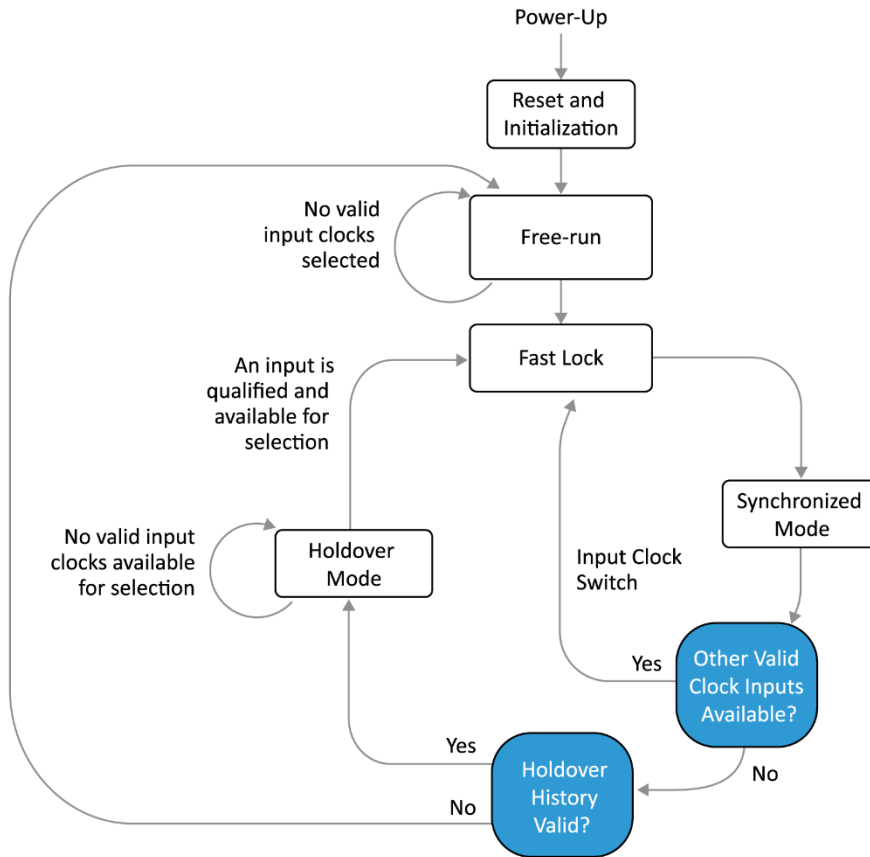 Power-Up
Reset and
Initialization
No valid
input clocks
selected
Free-run
An input is
qualified and
available for
selection
Fast Lock
Synchronized
Mode
No valid input
clocks available
for selection
Holdover
Mode
Input Clock
Switch
Yes
Other Valid
Clock Inputs
Available?
Yes
No
Holdover
History
Valid?
No